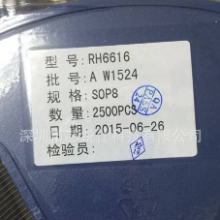 型 号: RH6616
批 号: A W1524
规 格: SOP8
数 量: 2500PCS
日 期: 2015-06-26
检验员: